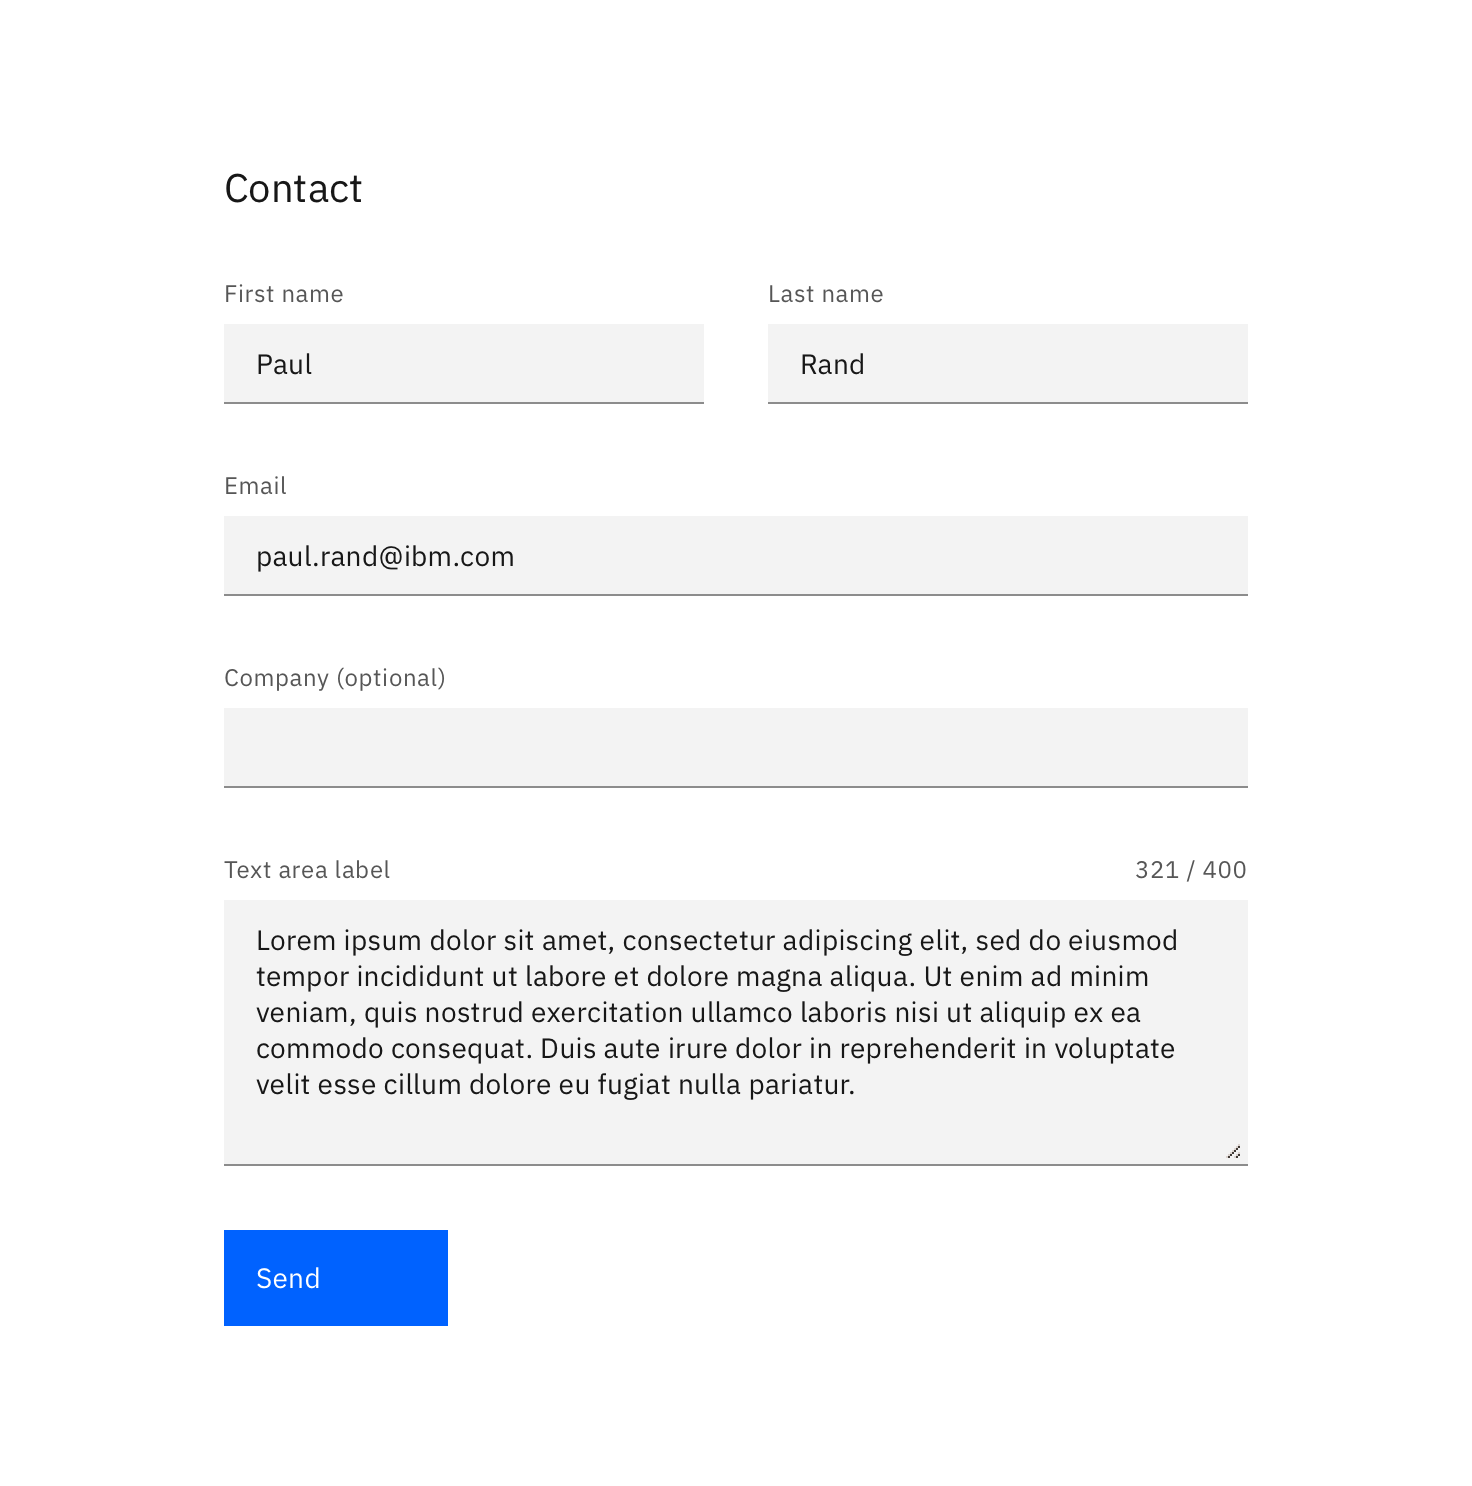 Contact
First name
Last name
Paul
Rand
Email
paul.rand@ibm.com
Company (optional)
Text area label
321 / 400
Lorem ipsum dolor sit amet, consectetur adipiscing elit, sed do eiusmod
tempor incididunt ut labore et dolore magna aliqua. Ut enim ad minim
veniam, quis nostrud exercitation ullamco laboris nisi ut aliquip ex ea
commodo consequat. Duis aute irure dolor in reprehenderit in voluptate
velit esse cillum dolore eu fugiat nulla pariatur.
Send